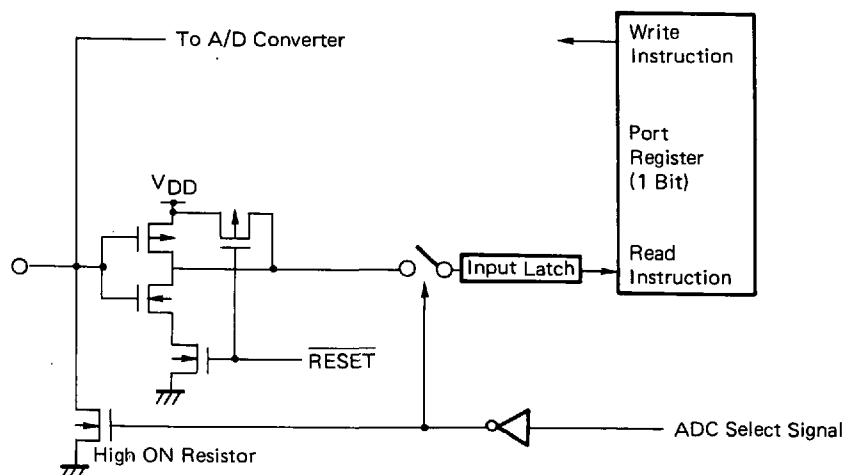 To A/D Converter
Write
Instruction
Port
Register
(1 Bit)
VDD
Input Latch
Read
Instruction
RESET
ADC Select Signal
High ON Resistor